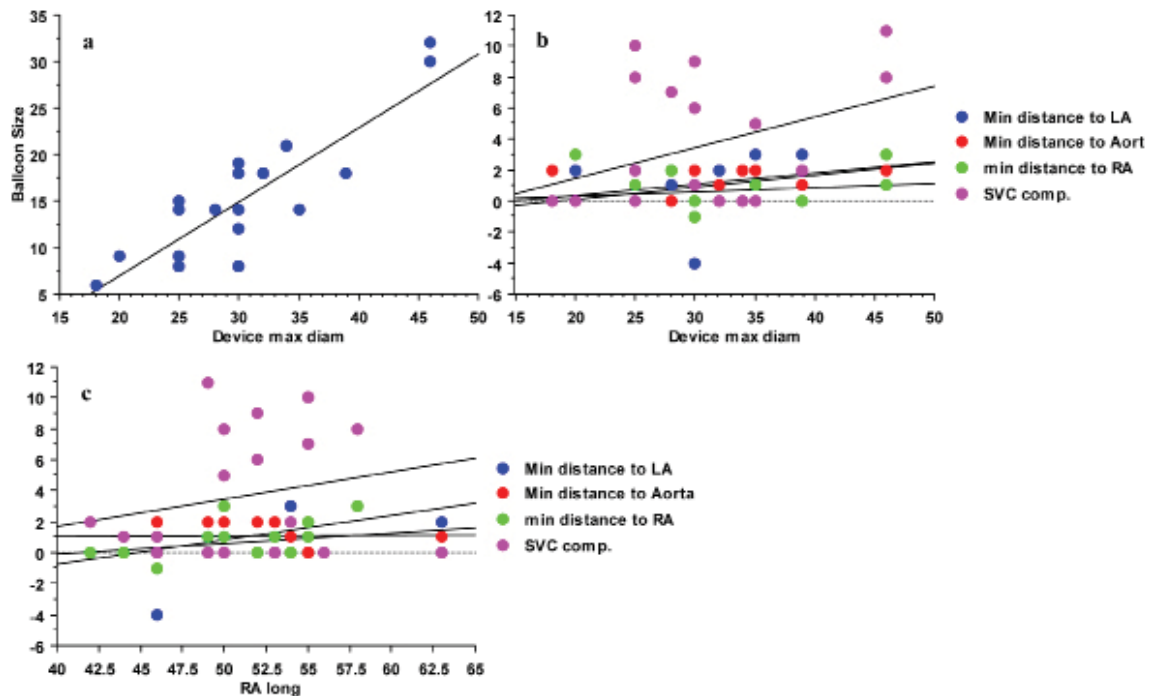 a
35
30
25
20
15
10
5
Balloon Size
15 20 25 30 35 40 45 50
Device max diam
b
12
10
8
6
4
2
0
-2
-4
-6
15 20 25 30 35 40 45 50
Device max diam
Min distance to LA
Min distance to Aort
min distance to RA
SVC comp.
c
12
10
8
6
4
2
0
-2
-4
-6
40 42.5 45 47.5 50 52.5 55 57.5 60 62.5 65
RA long
Min distance to LA
Min distance to Aorta
min distance to RA
SVC comp.